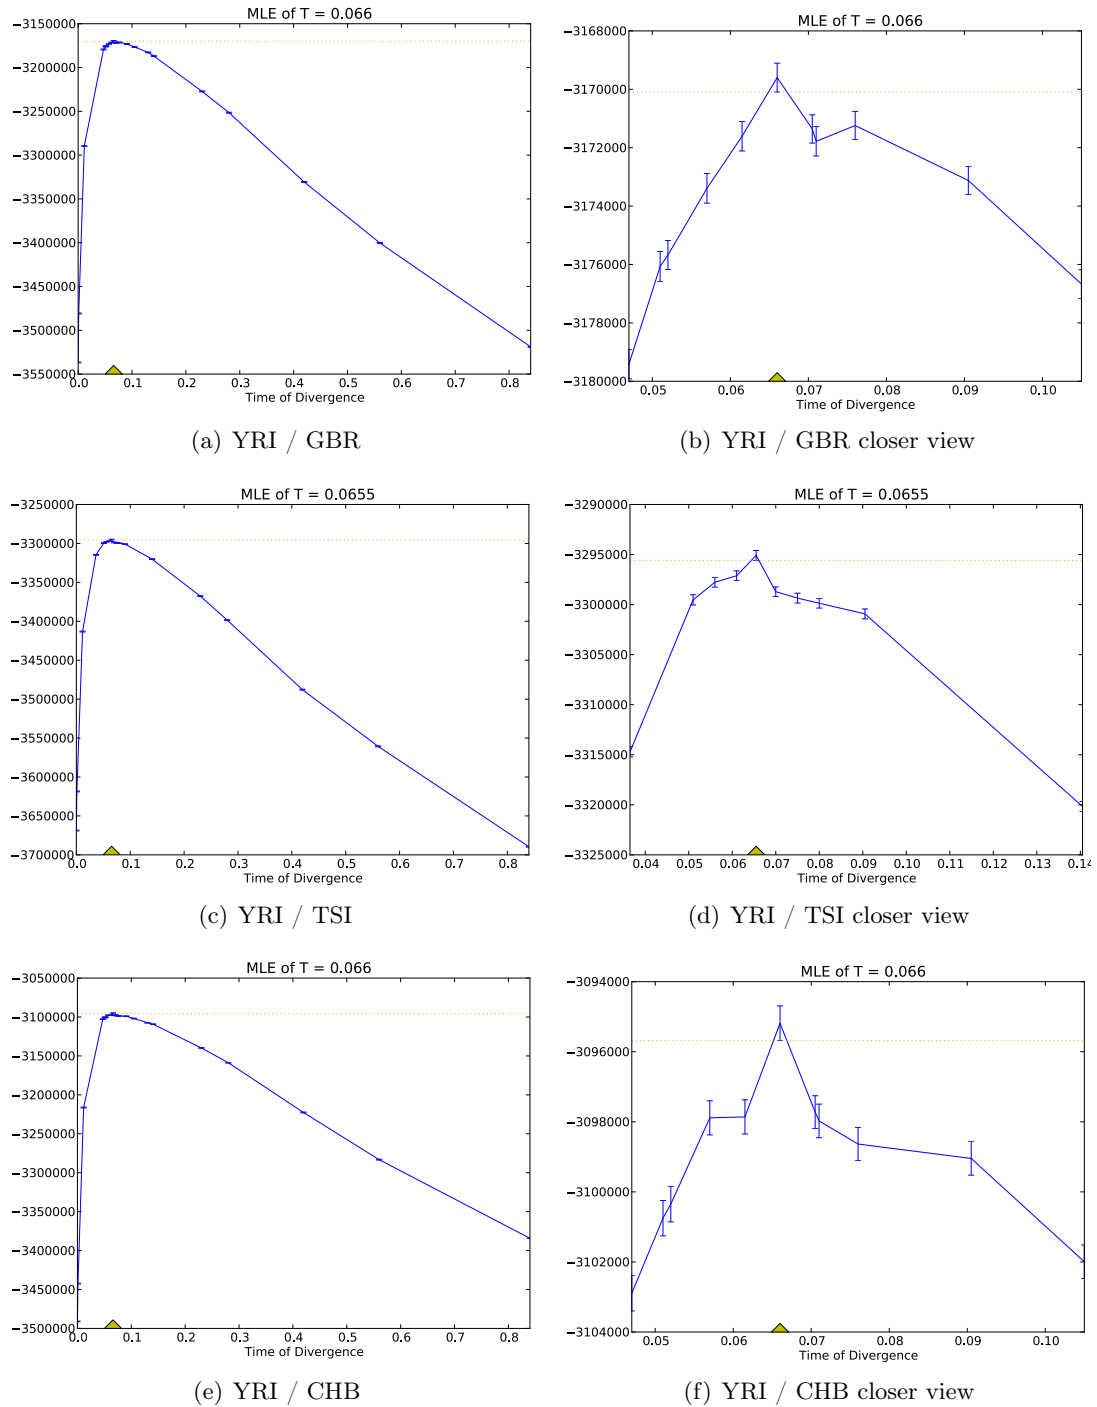 MLE of T = 0.066
−3150000
−3200000
−3250000
−3300000
−3350000
−3400000
−3450000
−3500000
−3550000
0.0 0.1 0.2 0.3 0.4 0.5 0.6 0.7 0.8
Time of Divergence
(a) YRI / GBR
MLE of T = 0.066
−3168000
−3170000
−3172000
−3174000
−3176000
−3178000
−3180000
0.05 0.06 0.07 0.08 0.09 0.10
Time of Divergence
(b) YRI / GBR closer view
MLE of T = 0.0655
−3250000
−3300000
−3350000
−3400000
−3450000
−3500000
−3550000
−3600000
−3650000
−3700000
0.0 0.1 0.2 0.3 0.4 0.5 0.6 0.7 0.8
Time of Divergence
(c) YRI / TSI
MLE of T = 0.0655
−3290000
−3295000
−3300000
−3305000
−3310000
−3315000
−3320000
−3325000
0.04 0.05 0.06 0.07 0.08 0.09 0.10 0.11 0.12 0.13 0.14
Time of Divergence
(d) YRI / TSI closer view
MLE of T = 0.066
−3050000
−3100000
−3150000
−3200000
−3250000
−3300000
−3350000
−3400000
−3450000
−3500000
0.0 0.1 0.2 0.3 0.4 0.5 0.6 0.7 0.8
Time of Divergence
(e) YRI / CHB
MLE of T = 0.066
−3094000
−3096000
−3098000
−3100000
−3102000
−3104000
0.05 0.06 0.07 0.08 0.09 0.10
Time of Divergence
(f) YRI / CHB closer view